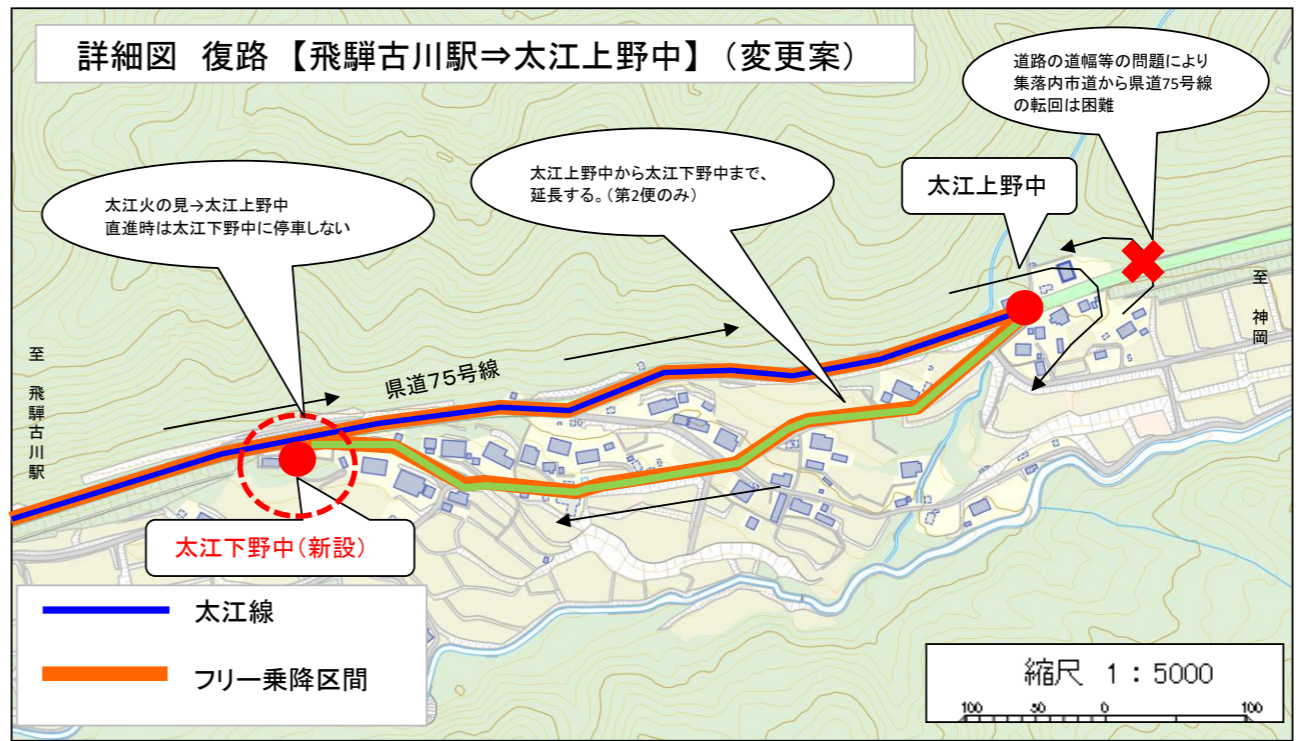 詳細図 復路 【飛騨古川駅⇒太江上野中】 (変更案)
道路の道幅等の問題により
集落内市道から県道75号線
の転回は困難
太江上野中から太江下野中まで、
延長する。(第2便のみ)
太江上野中
太江火の見→太江上野中
直進時は太江下野中に停車しない
至 神岡
至 飛騨古川駅
県道75号線
太江下野中(新設)
太江線
フリー乗降区間
縮尺 1:5000
100 50 0 100